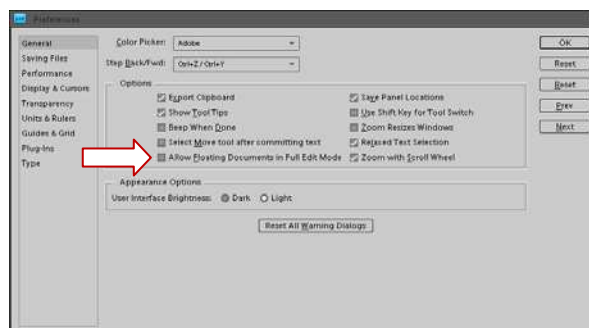 Preferences
General
Saving Files
Performance
Display & Cursors
Transparency
Units & Rulers
Guides & Grid
Plug-Ins
Type
Color Picker: Adobe
Step Back/Fwd: Ctrl+Z / Ctrl+Y
Options
Export Clipboard
Show Tool Tips
Beep When Done
Select Move tool after committing text
Allow Floating Documents in Full Edit Mode
Save Panel Locations
Use Shift Key for Tool Switch
Zoom Resizes Windows
Relaxed Text Selection
Zoom with Scroll Wheel
Appearance Options
User Interface Brightness: Dark Light
Reset All Warning Dialogs
OK
Reset
Reset
Prev
Next